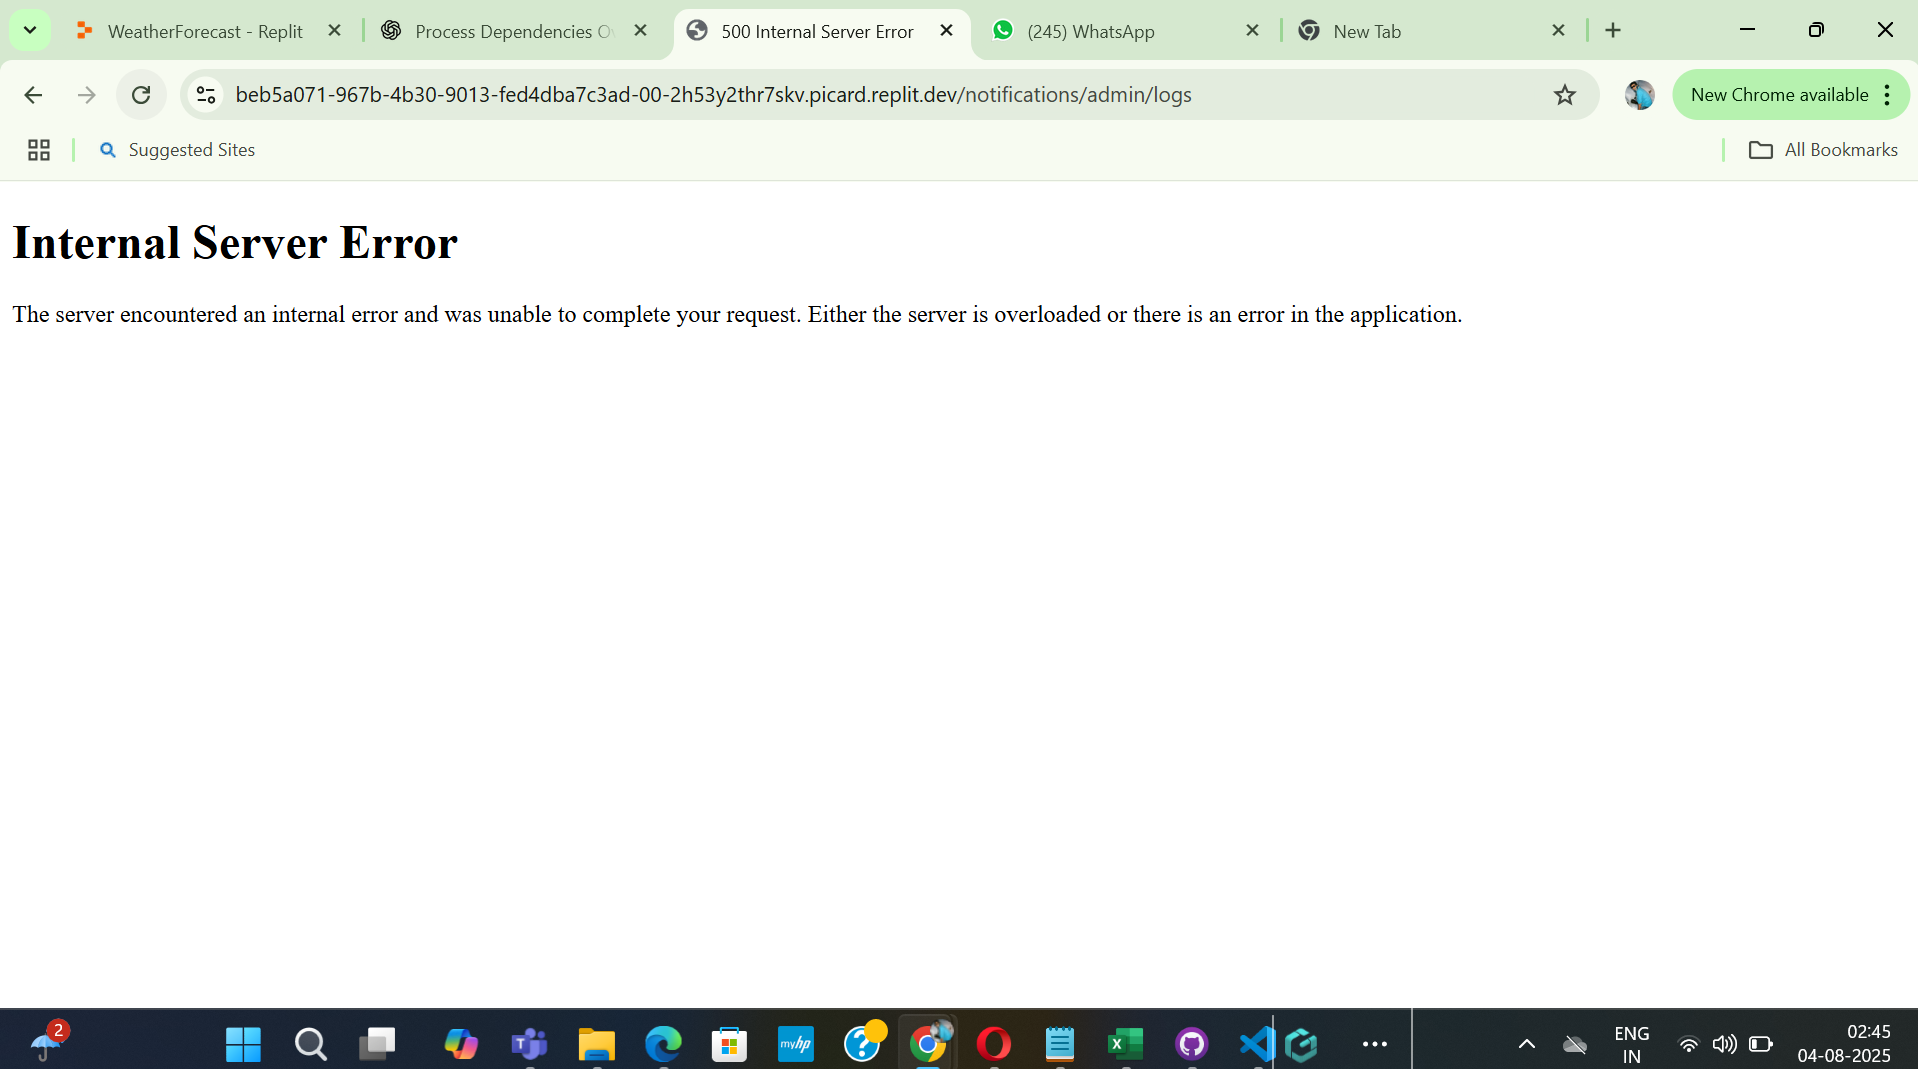 WeatherForecast - Replit
Process Dependencies
500 Internal Server Error
(245) WhatsApp
New Tab
beb5a071-967b-4b30-9013-fed4dba7c3ad-00-2h53y2thr7skv.picard.replit.dev/notifications/admin/logs
New Chrome available
Suggested Sites
All Bookmarks
Internal Server Error
The server encountered an internal error and was unable to complete your request. Either the server is overloaded or there is an error in the application.
2
T
myhp
?
X
ENG
IN
02:45
04-08-2025